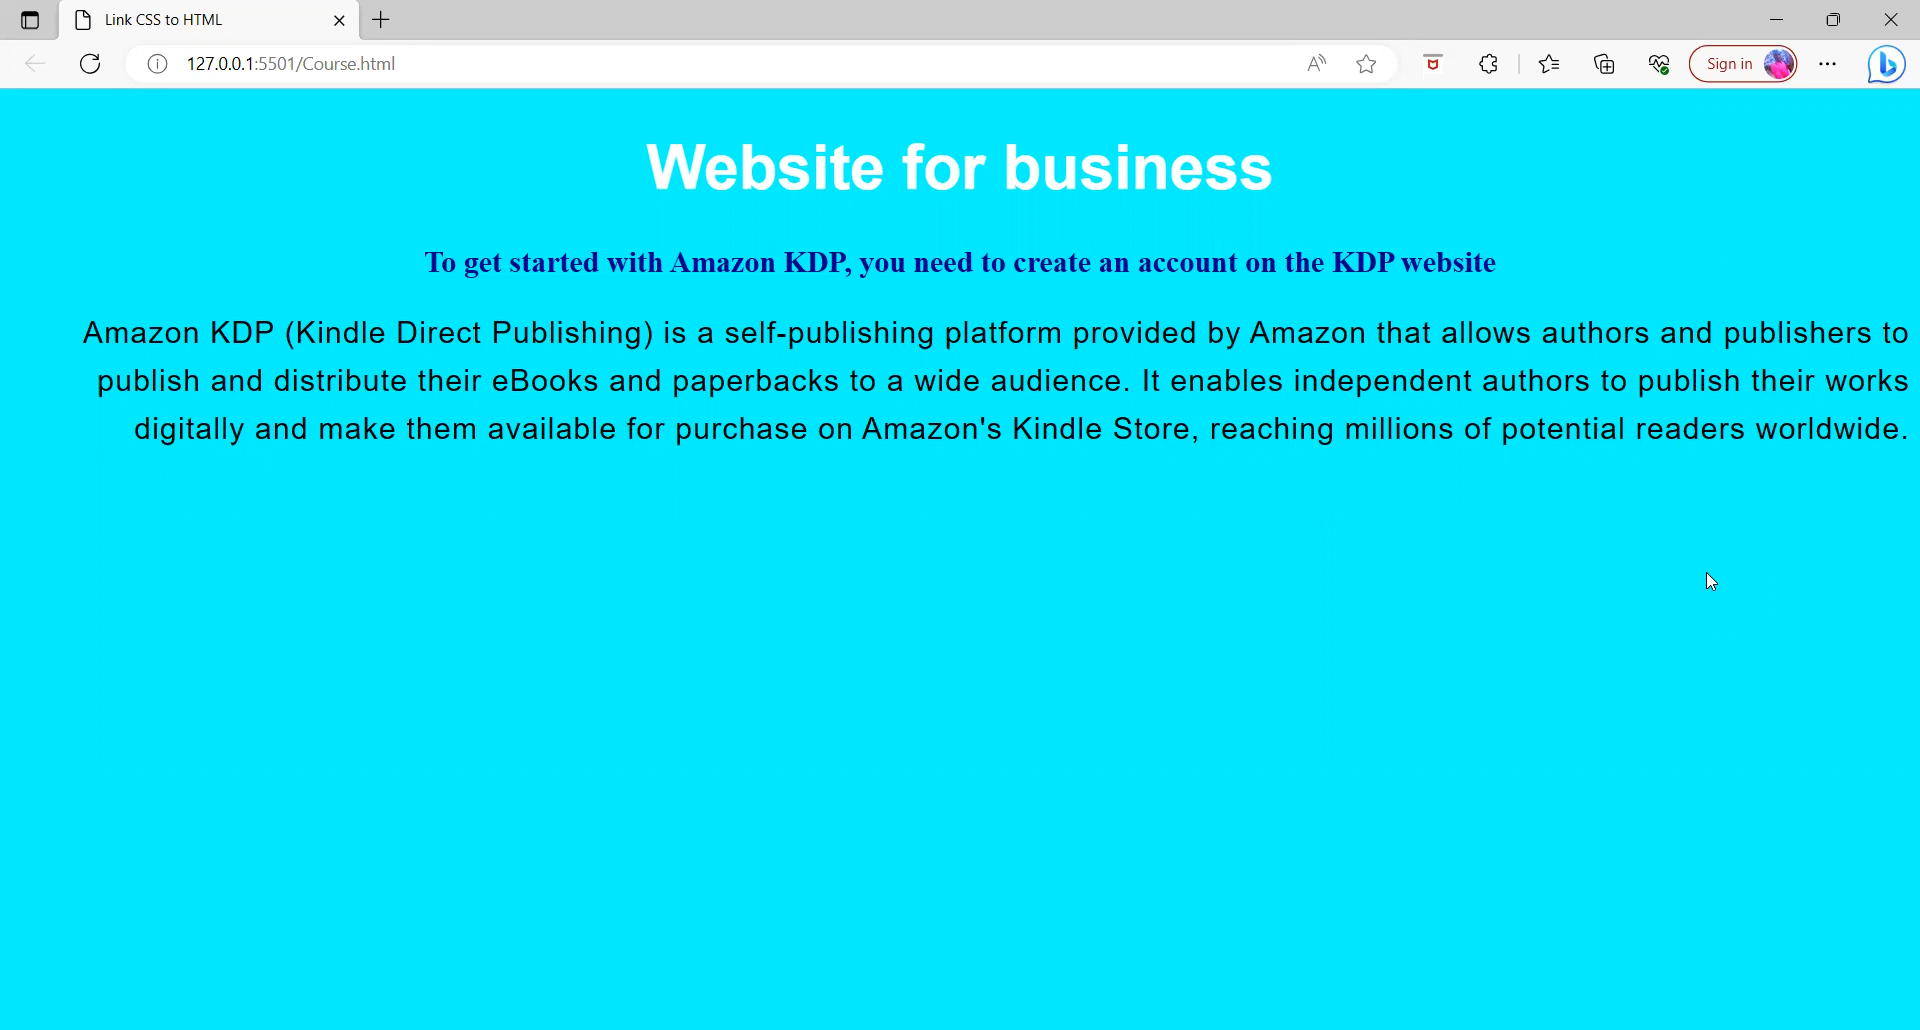 Link CSS to HTML
127.0.0.1:5501/Course.html
Sign in
Website for business
To get started with Amazon KDP, you need to create an account on the KDP website
Amazon KDP (Kindle Direct Publishing) is a self-publishing platform provided by Amazon that allows authors and publishers to
publish and distribute their eBooks and paperbacks to a wide audience. It enables independent authors to publish their works
digitally and make them available for purchase on Amazon's Kindle Store, reaching millions of potential readers worldwide.